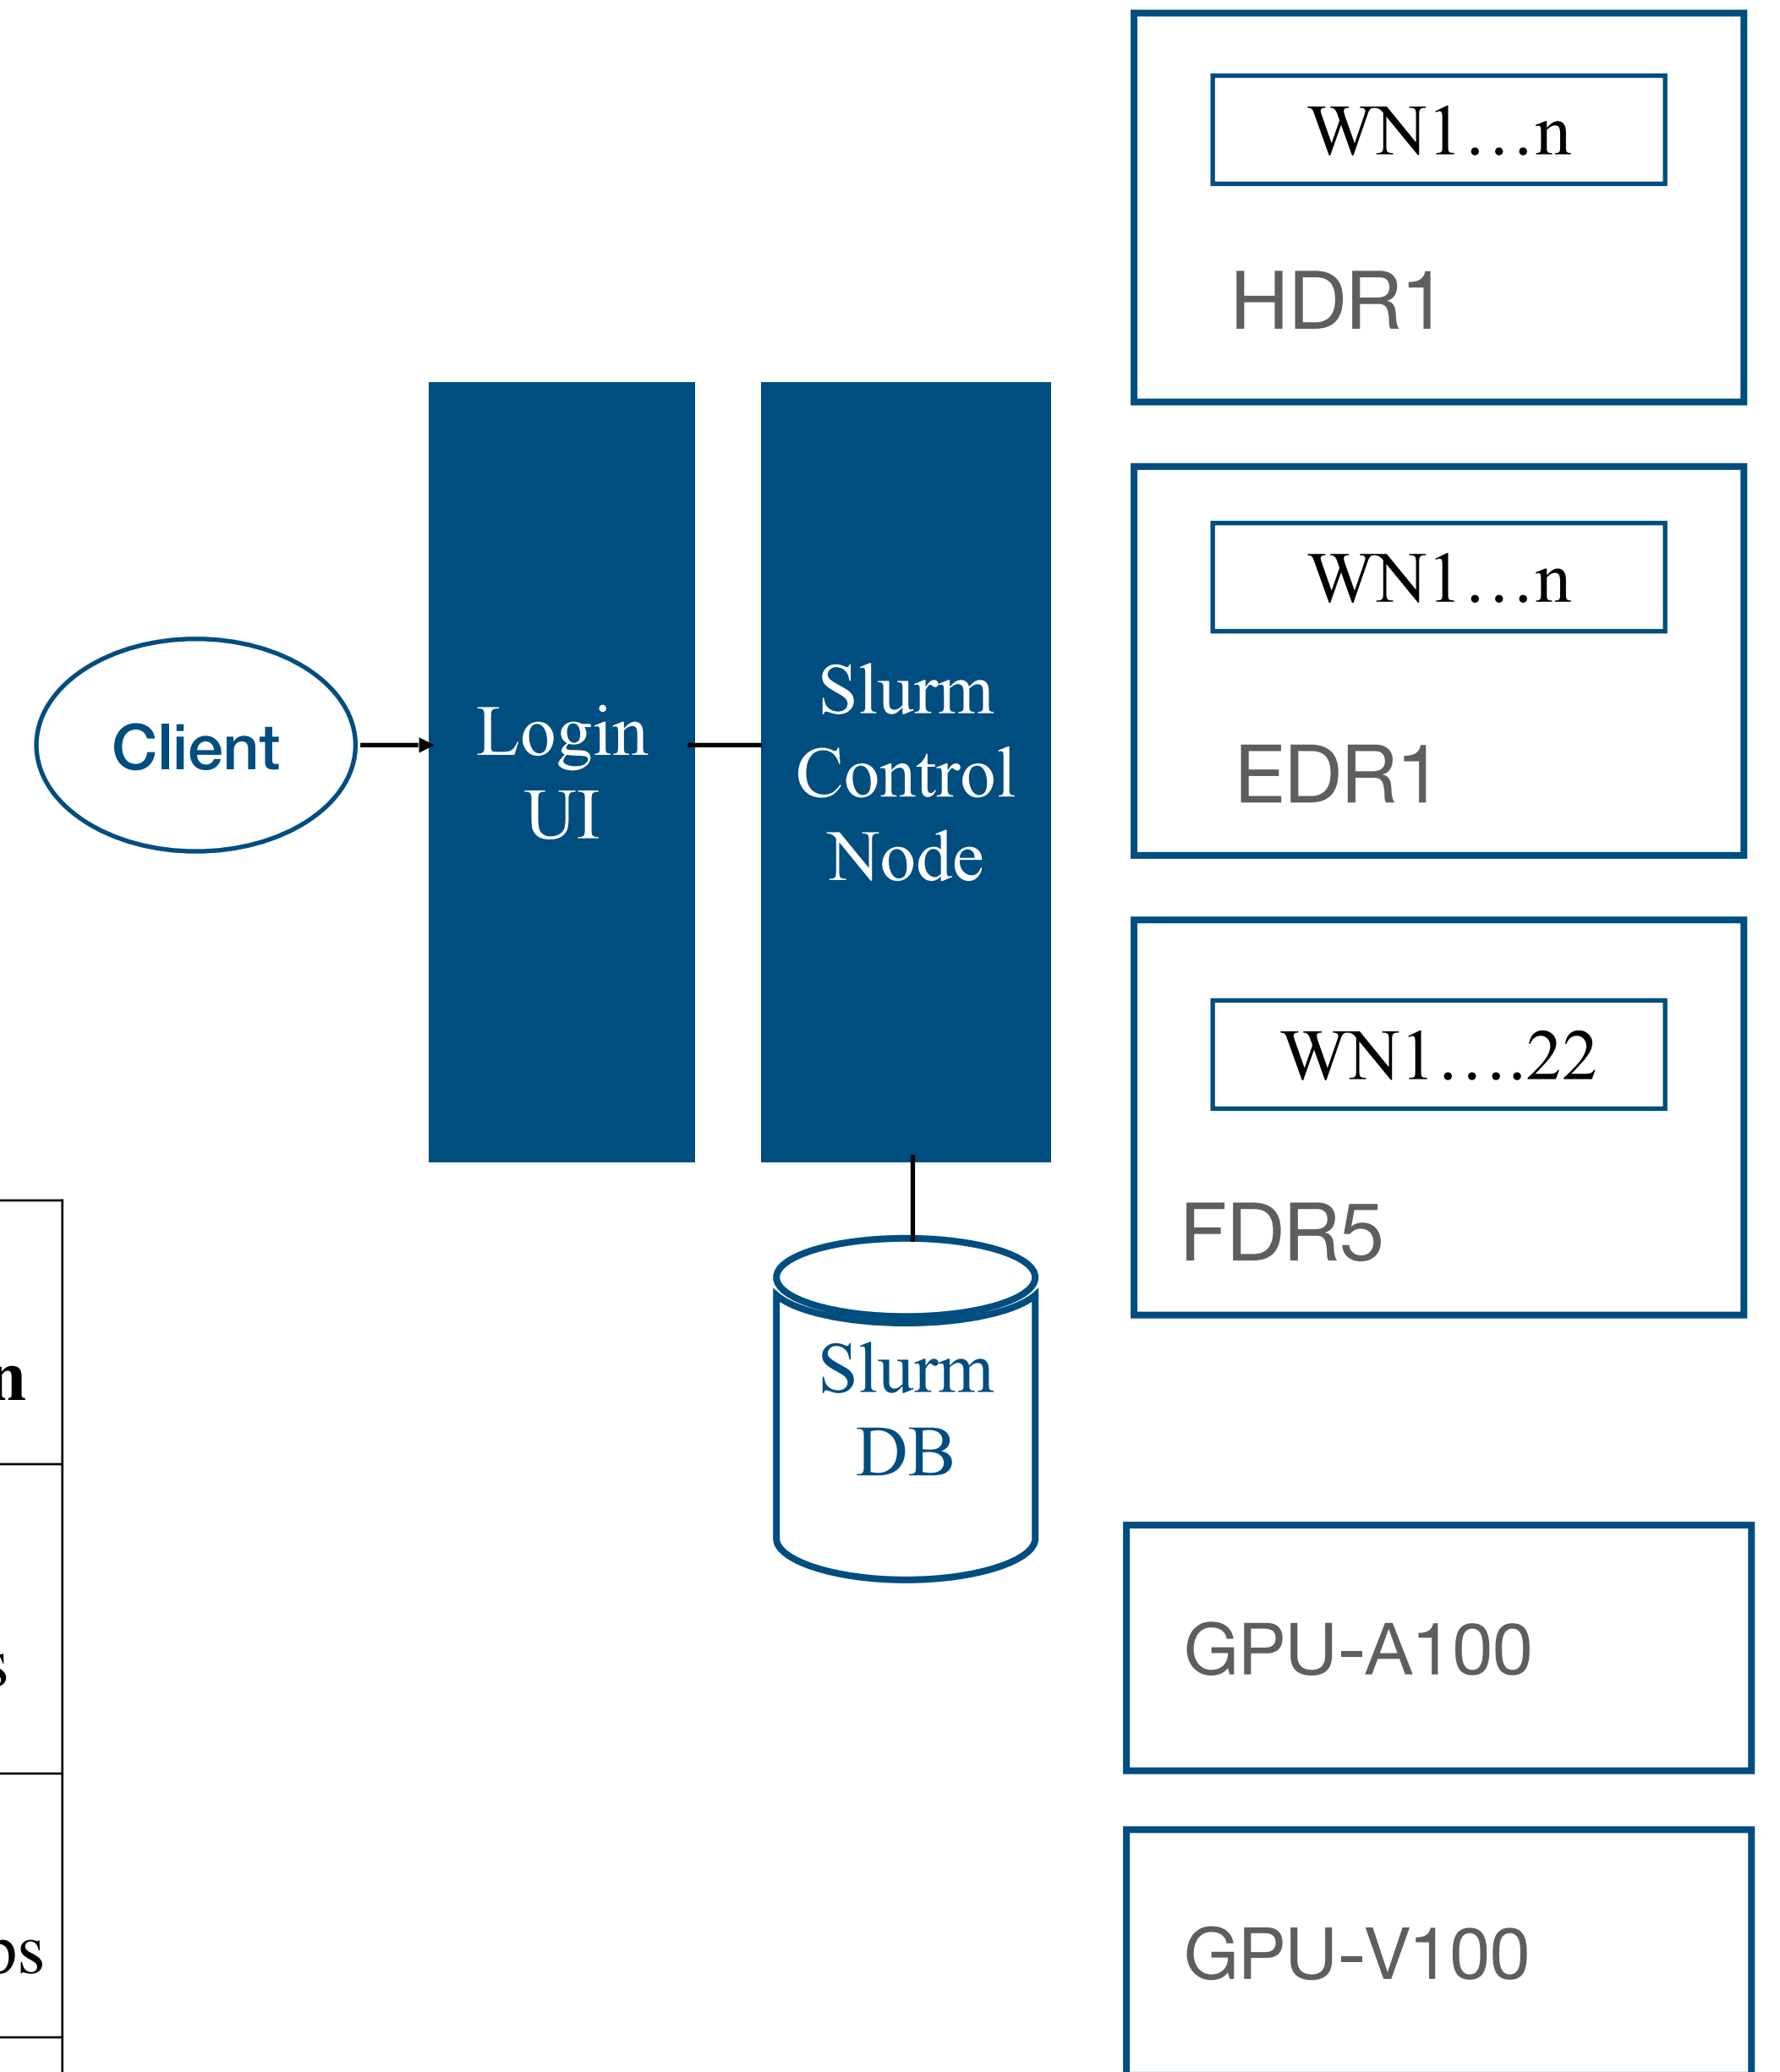 WN1...n
HDR1
WN1...n
EDR1
Client
Login
UI
Slurm
Control
Node
WN1....22
FDR5
Slurm
DB
GPU-A100
GPU-V100